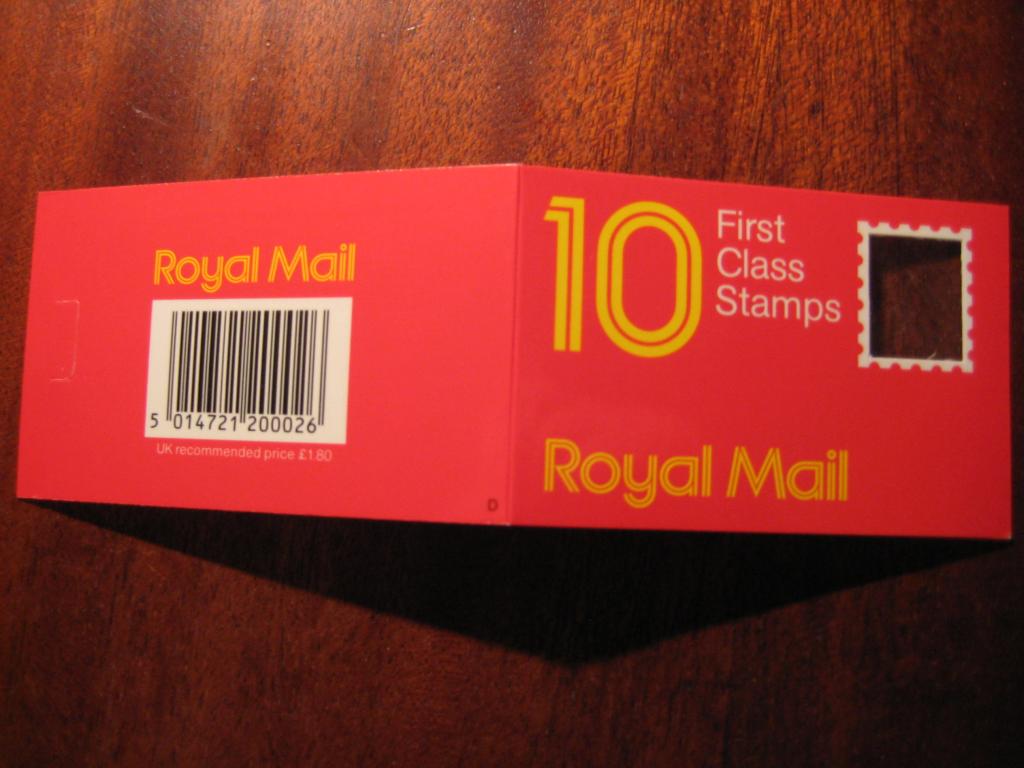 Royal Mail
5 014721 200026
UK recommended price £1.80
D
10
First
Class
Stamps
Royal Mail